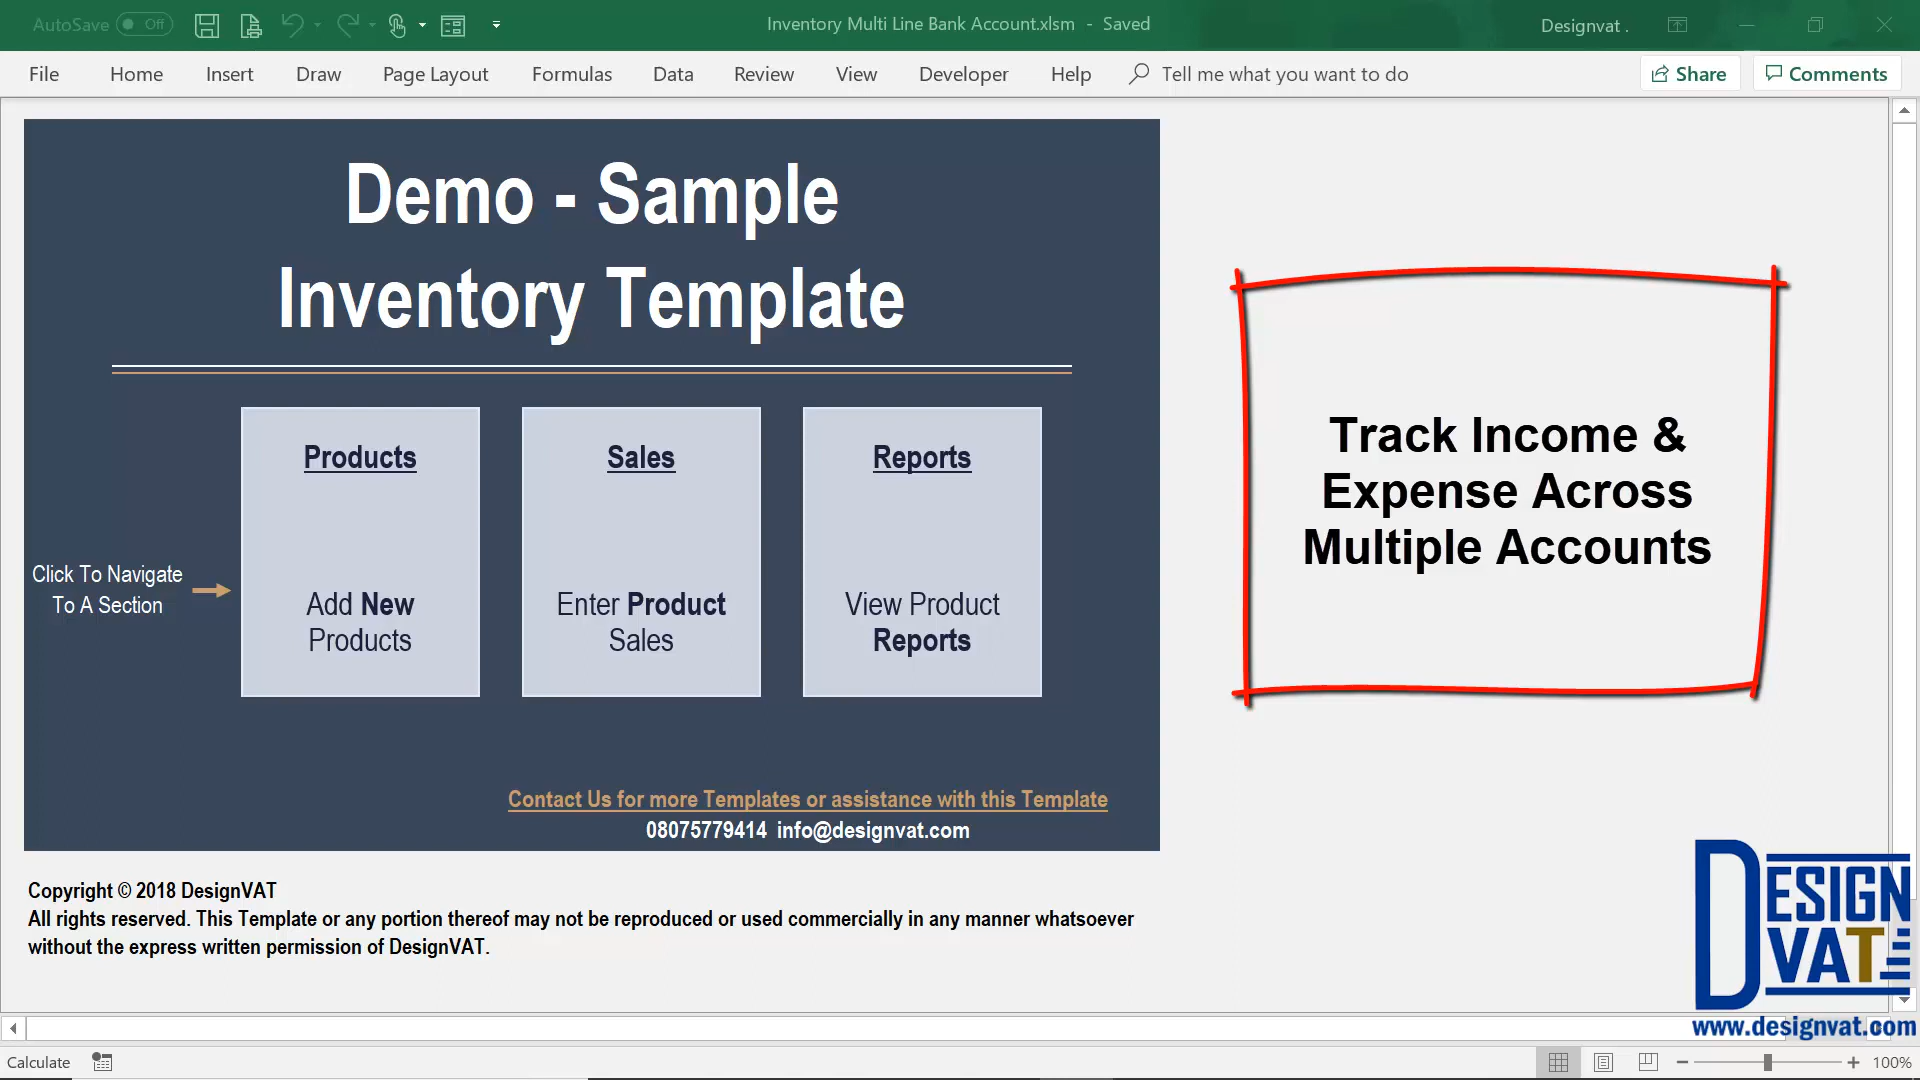 AutoSave Off
Inventory Multi Line Bank Account.xlsm - Saved
Designvat .
File Home Insert Draw Page Layout Formulas Data Review View Developer Help Tell me what you want to do Share Comments
Demo - Sample
Inventory Template
Click To Navigate
To A Section
Products
Add New
Products
Sales
Enter Product
Sales
Reports
View Product
Reports
Contact Us for more Templates or assistance with this Template
08075779414 info@designvat.com
Track Income &
Expense Across
Multiple Accounts
Copyright © 2018 DesignVAT
All rights reserved. This Template or any portion thereof may not be reproduced or used commercially in any manner whatsoever
without the express written permission of DesignVAT.
DESIGN
VAT
www.designvat.com
Calculate
100%